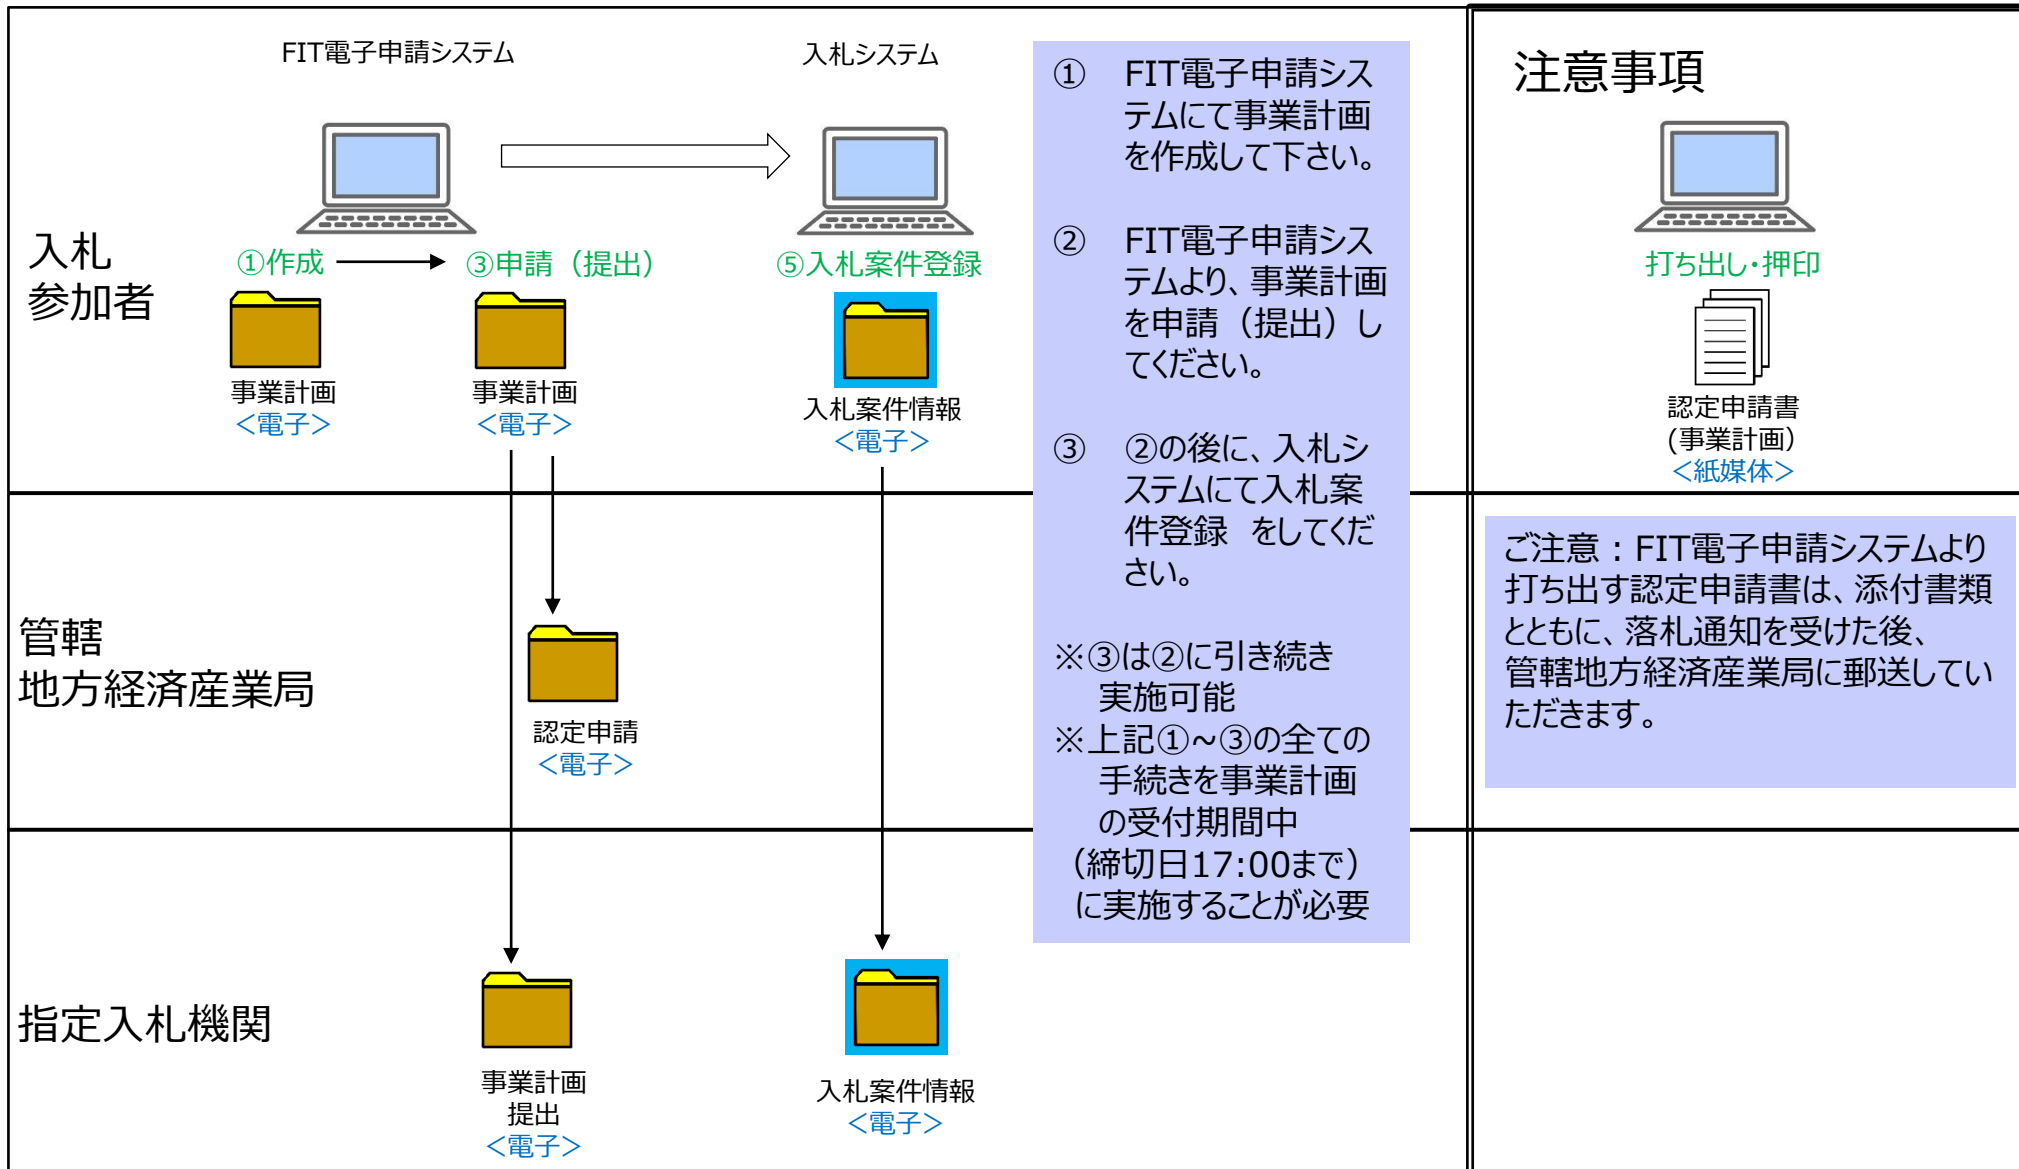 FIT電子申請システム
入札システム
入札
参加者
①作成
③申請（提出）
⑤入札案件登録
事業計画
＜電子＞
事業計画
＜電子＞
入札案件情報
＜電子＞
管轄
地方経済産業局
認定申請
＜電子＞
指定入札機関
事業計画
提出
＜電子＞
入札案件情報
＜電子＞
① FIT電子申請シス
テムにて事業計画
を作成して下さい。
② FIT電子申請シス
テムより、事業計画
を申請（提出）し
てください。
③ ②の後に、入札シ
ステムにて入札案
件登録　をしてくだ
さい。
※③は②に引き続き
実施可能
※上記①~③の全ての
手続きを事業計画
の受付期間中
（締切日17:00まで）
に実施することが必要
注意事項
打ち出し・押印
認定申請書
(事業計画）
＜紙媒体＞
ご注意：FIT電子申請システムより
打ち出す認定申請書は、添付書類
とともに、落札通知を受けた後、
管轄地方経済産業局に郵送してい
ただきます。